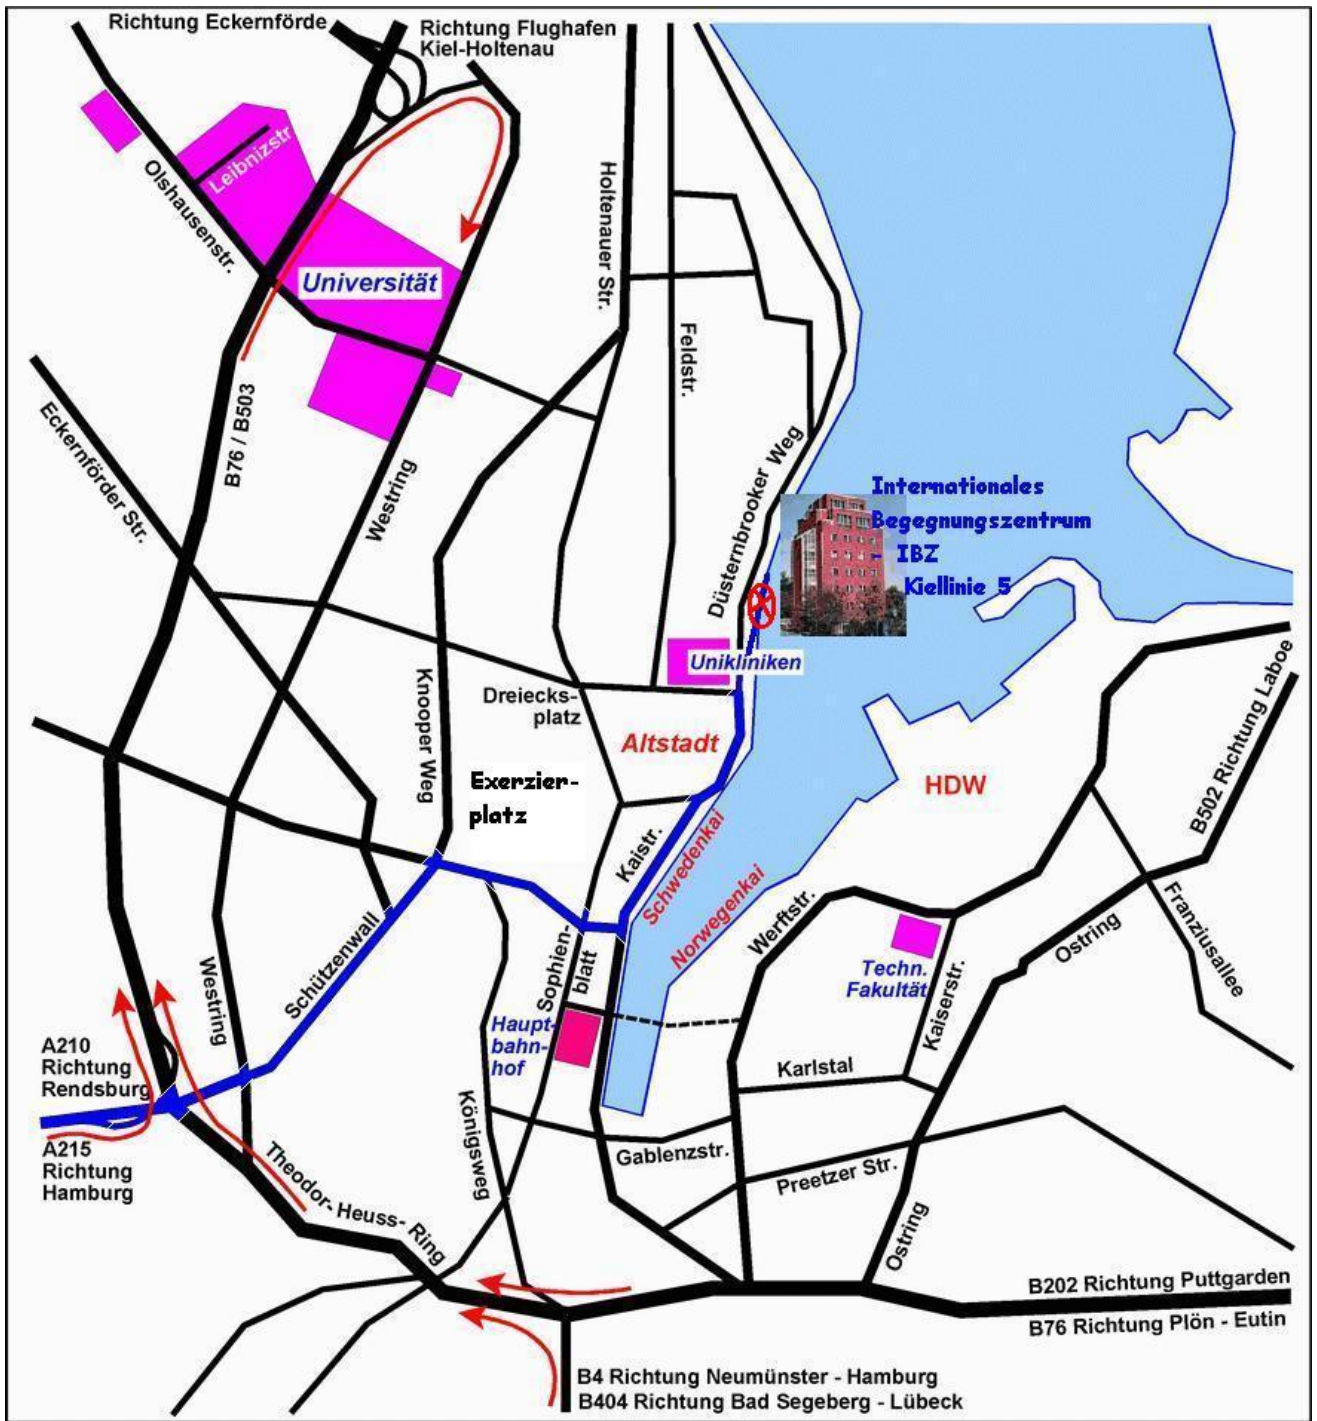 Richtung Eckernförde
Richtung Flughafen
Kiel-Holtenau
Leibnizstr
Olshausenstr.
Universität
Holtenauer Str.
Feldstr.
B76 / B503
Eckernförder Str.
Westring
Düsternbrooker Weg
Internationales
Begegnungszentrum
- IBZ
Kiellinie 5
Unikliniken
Knooper Weg
Dreiecks-
platz
Altstadt
Exerzier-
platz
HDW
B502 Richtung Laboe
Kaistr.
Schwedenkai
Norwegenkai
Werftstr.
Techn.
Fakultät
Kaiserstr.
Ostring
Franziusallee
Schützenwall
Westring
Sophien-
blatt
Haupt-
bahn-
hof
A210
Richtung
Rendsburg
A215
Richtung
Hamburg
Karlstal
Königsweg
Gablenzstr.
Preetzer Str.
Theodor-Heuss-Ring
Ostring
B202 Richtung Puttgarden
B76 Richtung Plön - Eutin
B4 Richtung Neumünster - Hamburg
B404 Richtung Bad Segeberg - Lübeck